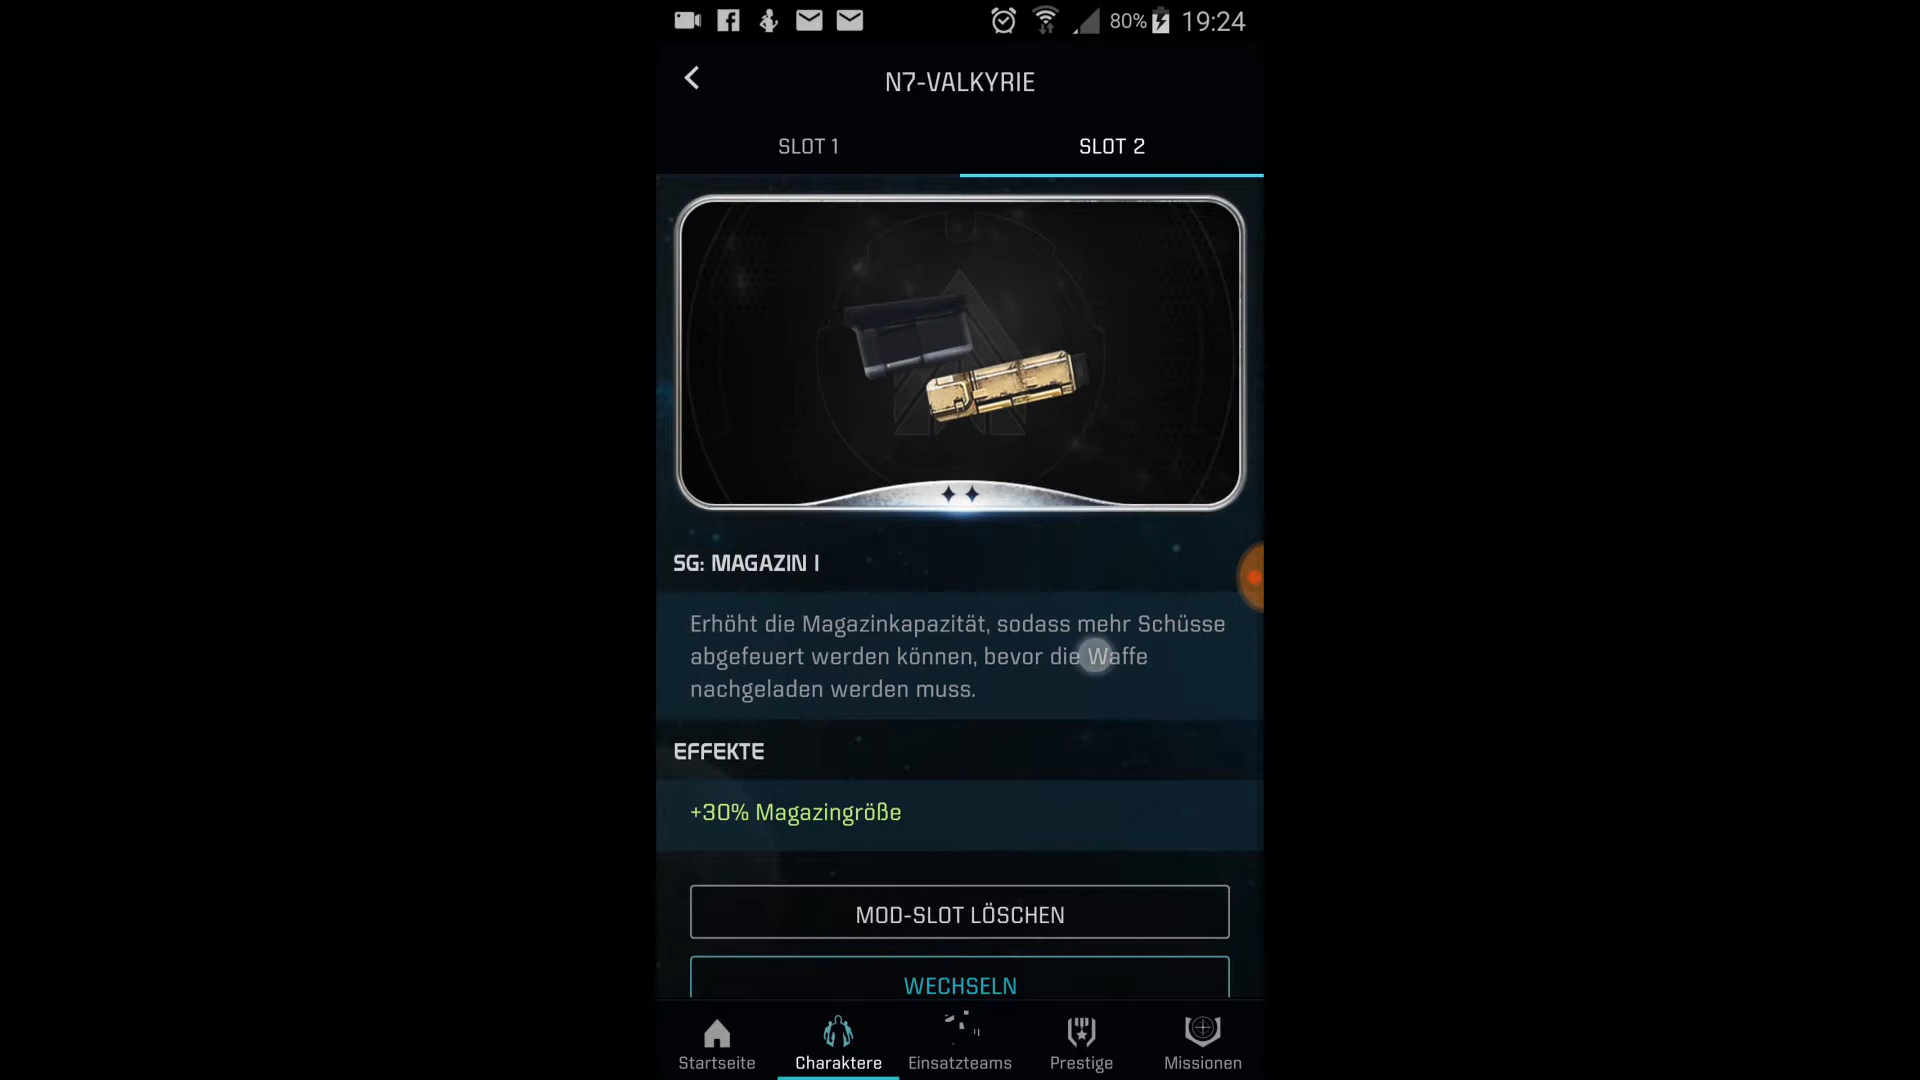 80% 19:24
N7-VALKYRIE
SLOT 1 SLOT 2
SG: MAGAZIN I
Erhöht die Magazinkapazität, sodass mehr Schüsse
abgefeuert werden können, bevor die Waffe
nachgeladen werden muss.
EFFEKTE
+30% Magazingröße
MOD-SLOT LÖSCHEN
WECHSELN
Startseite Charaktere Einsatzteams Prestige Missionen